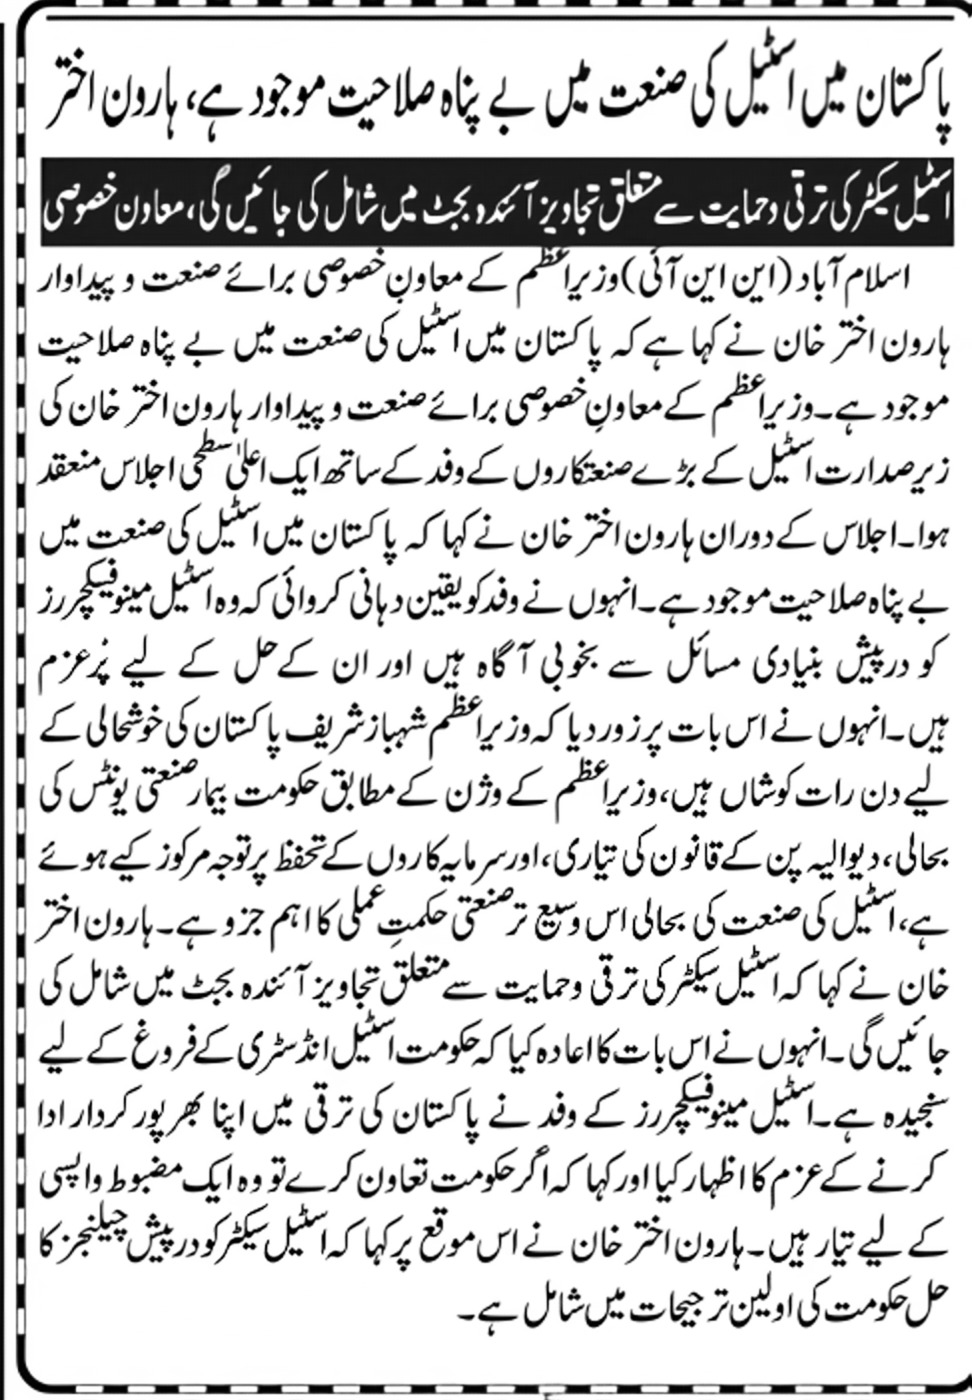 پاکستان میں اسٹیل کی صنعت میں بے پناہ صلاحیت موجود ہے، ہارون اختر
اسٹیل سیکٹر کی ترقی وحمایت سے متعلق تجاویز آئندہ بجٹ میں شامل کی جائیں گی، معاون خصوصی
اسلام آباد (این این آئی) وزیراعظم کے معاونِ خصوصی برائے صنعت و پیداوار
ہارون اختر خان نے کہا ہے کہ پاکستان میں اسٹیل کی صنعت میں بے پناہ صلاحیت
موجود ہے۔ وزیراعظم کے معاونِ خصوصی برائے صنعت و پیداوار ہارون اختر خان کی
زیر صدارت اسٹیل کے بڑے صنعتکاروں کے وفد کے ساتھ ایک اعلیٰ سطحی اجلاس منعقد
ہوا۔ اجلاس کے دوران ہارون اختر خان نے کہا کہ پاکستان میں اسٹیل کی صنعت میں
بے پناہ صلاحیت موجود ہے۔ انہوں نے وفد کو یقین دہانی کروائی کہ وہ اسٹیل مینوفیکچررز
کو درپیش بنیادی مسائل سے بخوبی آگاہ ہیں اور ان کے حل کے لیے پُرعزم
ہیں۔ انہوں نے اس بات پر زور دیا کہ وزیراعظم شہباز شریف پاکستان کی خوشحالی کے
لیے دن رات کوشاں ہیں، وزیراعظم کے وژن کے مطابق حکومت بیمار صنعتی یونٹس کی
بحالی، دیوالیہ پن کے قانون کی تیاری، اور سرمایہ کاروں کے تحفظ پر توجہ مرکوز کیے ہوئے
ہے، اسٹیل کی صنعت کی بحالی اس وسیع تر صنعتی حکمتِ عملی کا اہم جزو ہے۔ ہارون اختر
خان نے کہا کہ اسٹیل سیکٹر کی ترقی وحمایت سے متعلق تجاویز آئندہ بجٹ میں شامل کی
جائیں گی۔ انہوں نے اس بات کا اعادہ کیا کہ حکومت اسٹیل انڈسٹری کے فروغ کے لیے
سنجیدہ ہے۔ اسٹیل مینوفیکچررز کے وفد نے پاکستان کی ترقی میں اپنا بھرپور کردار ادا
کرنے کے عزم کا اظہار کیا اور کہا کہ اگر حکومت تعاون کرے تو وہ ایک مضبوط واپسی
کے لیے تیار ہیں۔ ہارون اختر خان نے اس موقع پر کہا کہ اسٹیل سیکٹر کو درپیش چیلنجز کا
حل حکومت کی اولین ترجیحات میں شامل ہے۔